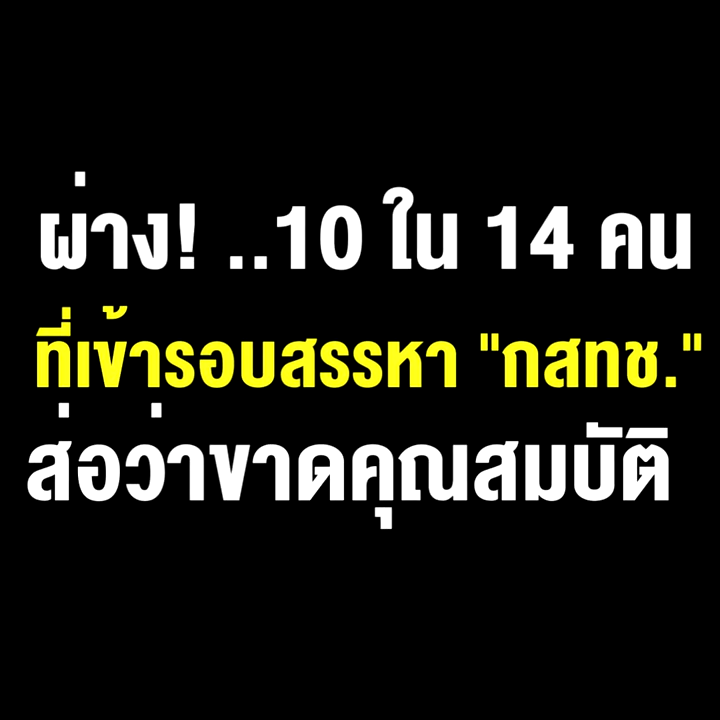 ผ่าง! ..10 ใน 14 คน
ที่เข้ารอบสรรหา "กสทช."
ส่อว่าขาดคุณสมบัติ